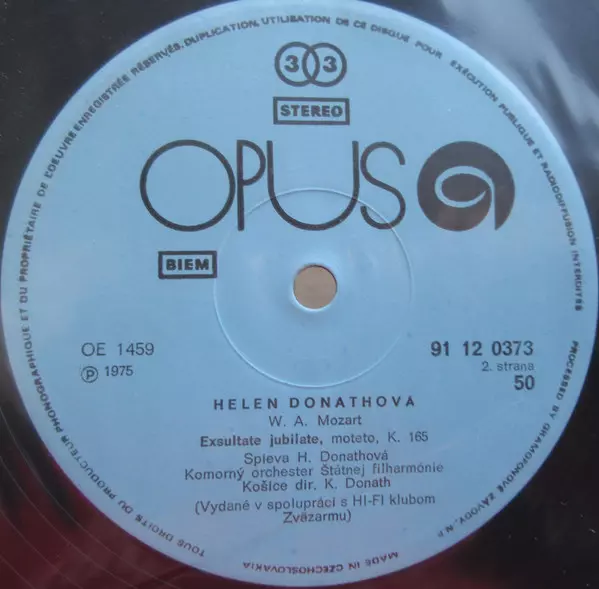 TOUS DROITS DU PRODUCTEUR PHONOGRAPHIQUE ET DU PROPRIÉTAIRE DE L'OEUVRE ENREGISTRÉE RÉSERVÉS. DUPLICATION, UTILISATION DE CE DISQUE POUR EXÉCUTION PUBLIQUE ET RADIODIFFUSION INTERDITES
PROCESSED BY GRAMOFONOVÉ ZÁVODY, N.P.
MADE IN CZECHOSLOVAKIA
33
STEREO
OPUS
BIEM
OE 1459
Ⓟ 1975
91 12 0373
2. strana
50
HELEN DONATHOVÁ
W. A. Mozart
Exsultate jubilate, moteto, K. 165
Spieva H. Donathová
Komorný orchester Štátnej filharmónie
Košice dir. K. Donath
(Vydané v spolupráci s HI-FI klubom
Zväzarmu)